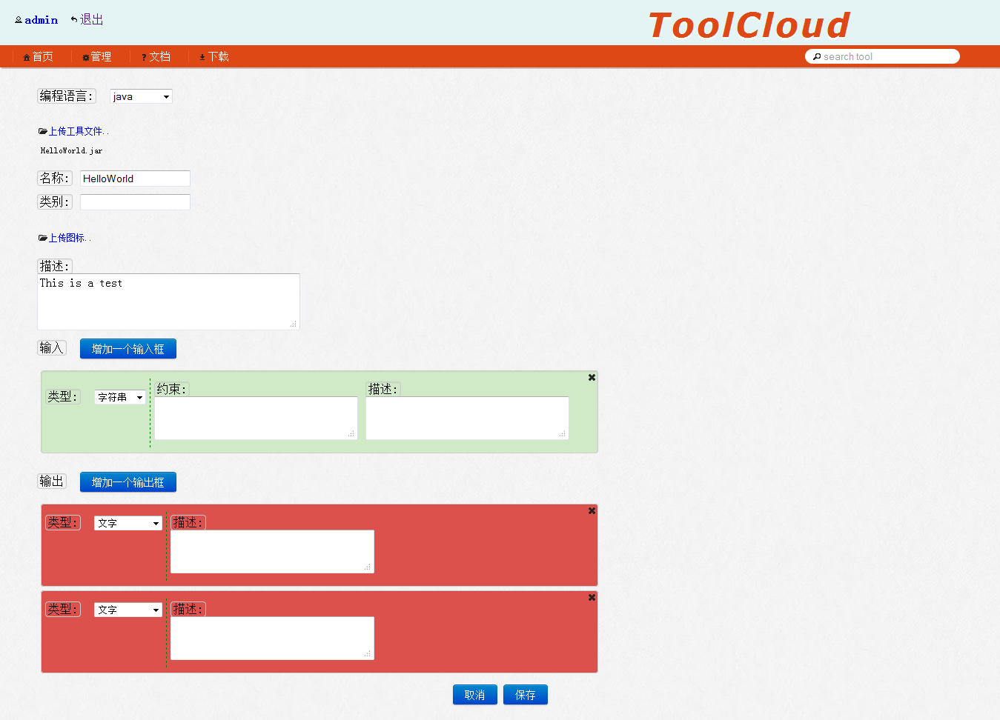 admin 退出
ToolCloud
首页 管理 文档 下载 search tool
编程语言: java
上传工具文件..
HelloWorld.jar
名称: HelloWorld
类别:
上传图标..
描述:
This is a test
输入 增加一个输入框
类型: 字符串 约束: 描述:
输出 增加一个输出框
类型: 文字 描述:
类型: 文字 描述:
取消 保存